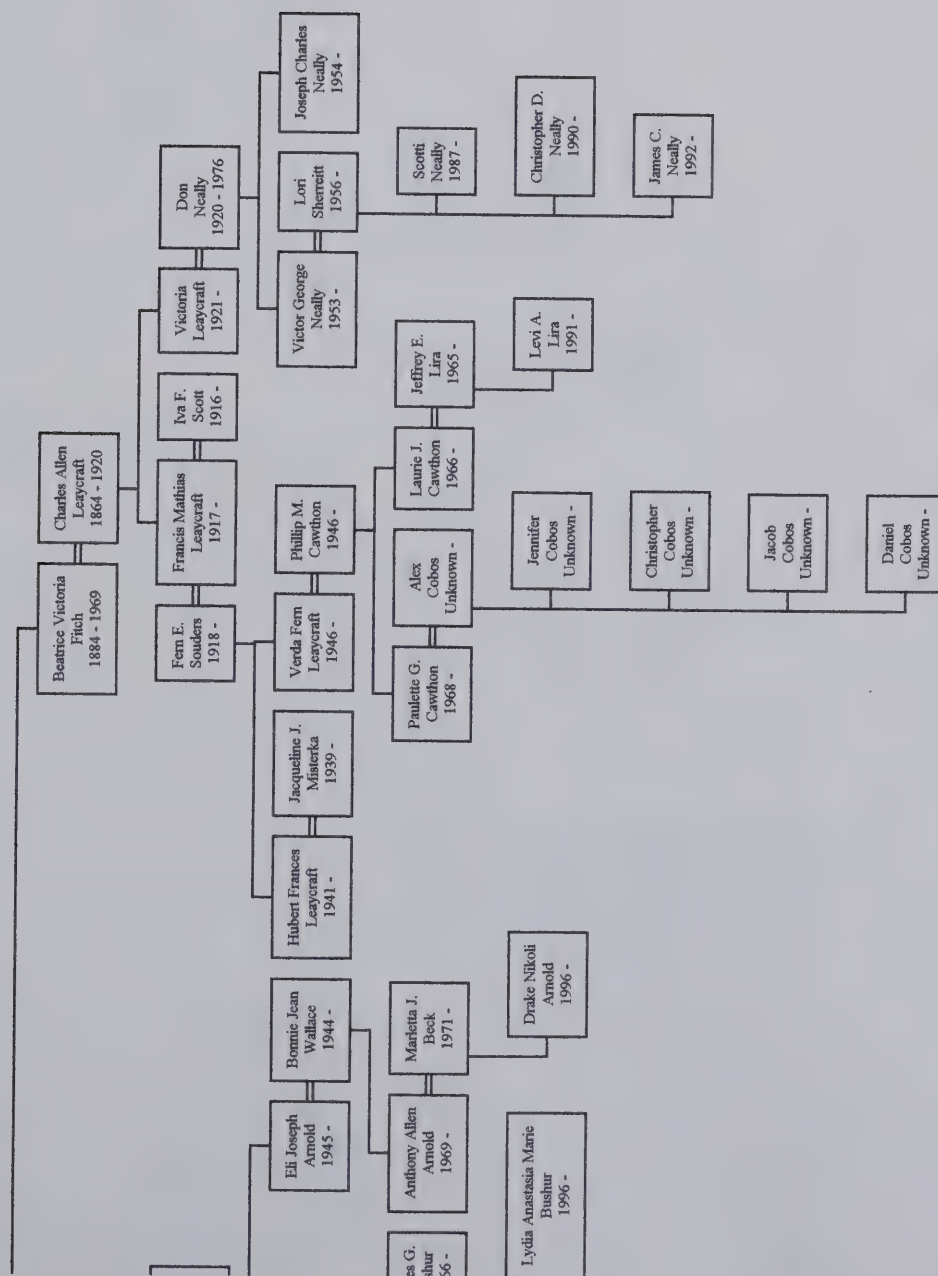 Beatrice Victoria
Fitch
1884 - 1969
Charles Allen
Leaycraft
1864 - 1920
Fern E.
Souders
1918 -
Francis Mathias
Leaycraft
1917 -
Iva F.
Scott
1916 -
Victoria
Leaycraft
1921 -
Don
Neally
1920 - 1976
Eli Joseph
Arnold
1945 -
Bonnie Jean
Wallace
1944 -
Hubert Frances
Leaycraft
1941 -
Jacqueline J.
Misterka
1939 -
Verda Fern
Leaycraft
1946 -
Phillip M.
Cawthon
1946 -
Victor George
Neally
1953 -
Lori
Sherreitt
1956 -
Joseph Charles
Neally
1954 -
es G.
shur
66 -
Anthony Allen
Arnold
1969 -
Marietta J.
Beck
1971 -
Paulette G.
Cawthon
1968 -
Alex
Cobos
Unknown -
Laurie J.
Cawthon
1966 -
Jeffrey E.
Lira
1965 -
Scotti
Neally
1987 -
Lydia Anastasia Marie
Bushur
1996 -
Drake Nikoli
Arnold
1996 -
Jennifer
Cobos
Unknown -
Levi A.
Lira
1991 -
Christopher D.
Neally
1990 -
Christopher
Cobos
Unknown -
James C.
Neally
1992 -
Jacob
Cobos
Unknown -
Daniel
Cobos
Unknown -